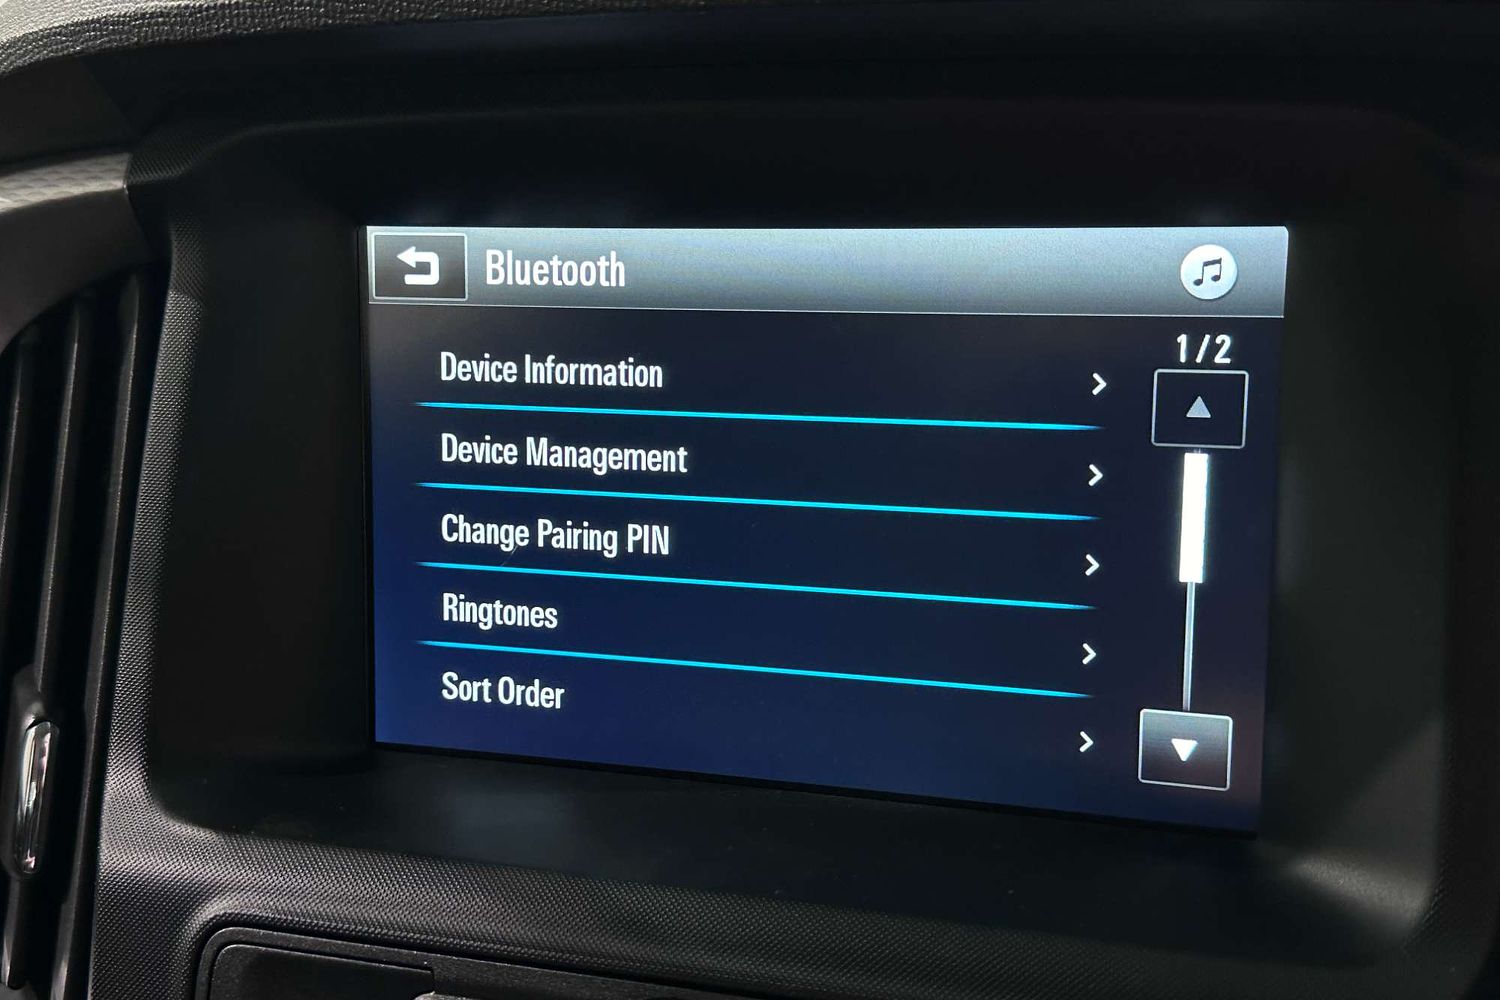 Bluetooth
1/2
Device Information
Device Management
Change Pairing PIN
Ringtones
Sort Order